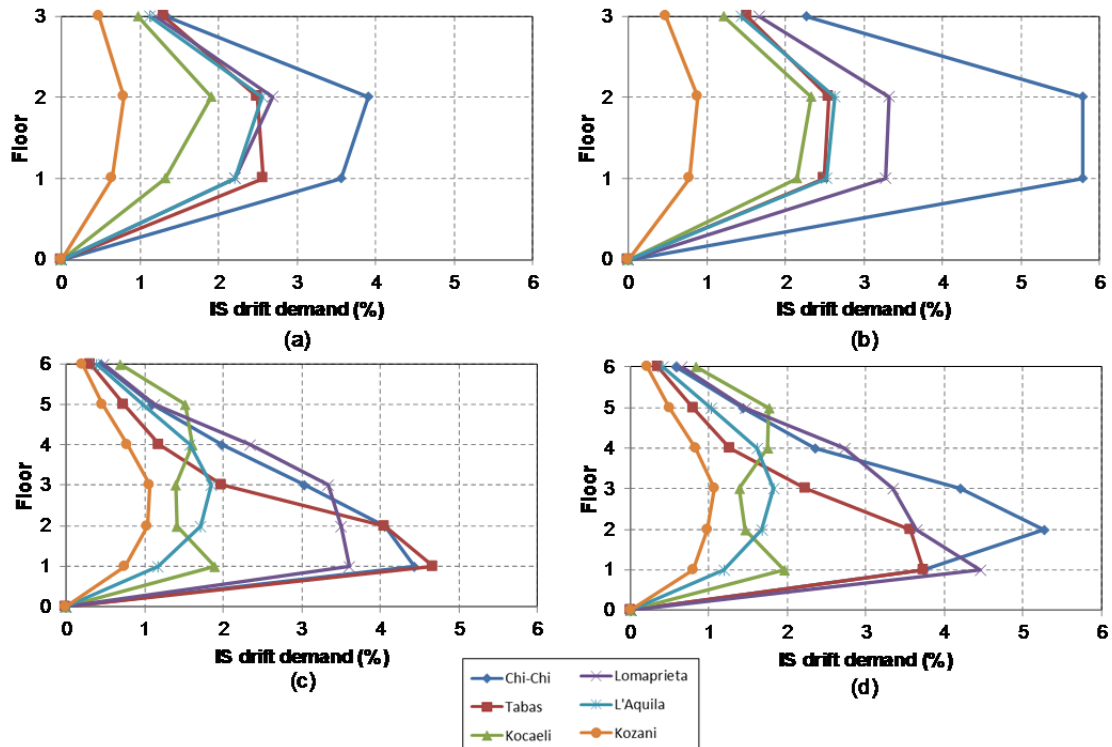 3
2
1
0
Floor
0 1 2 3 4 5 6
IS drift demand (%)
(a)
3
2
1
0
Floor
0 1 2 3 4 5 6
IS drift demand (%)
(b)
6
5
4
3
2
1
0
Floor
0 1 2 3 4 5 6
IS drift demand (%)
(c)
6
5
4
3
2
1
0
Floor
0 1 2 3 4 5 6
IS drift demand (%)
(d)
Chi-Chi
Lomaprieta
Tabas
L'Aquila
Kocaeli
Kozani